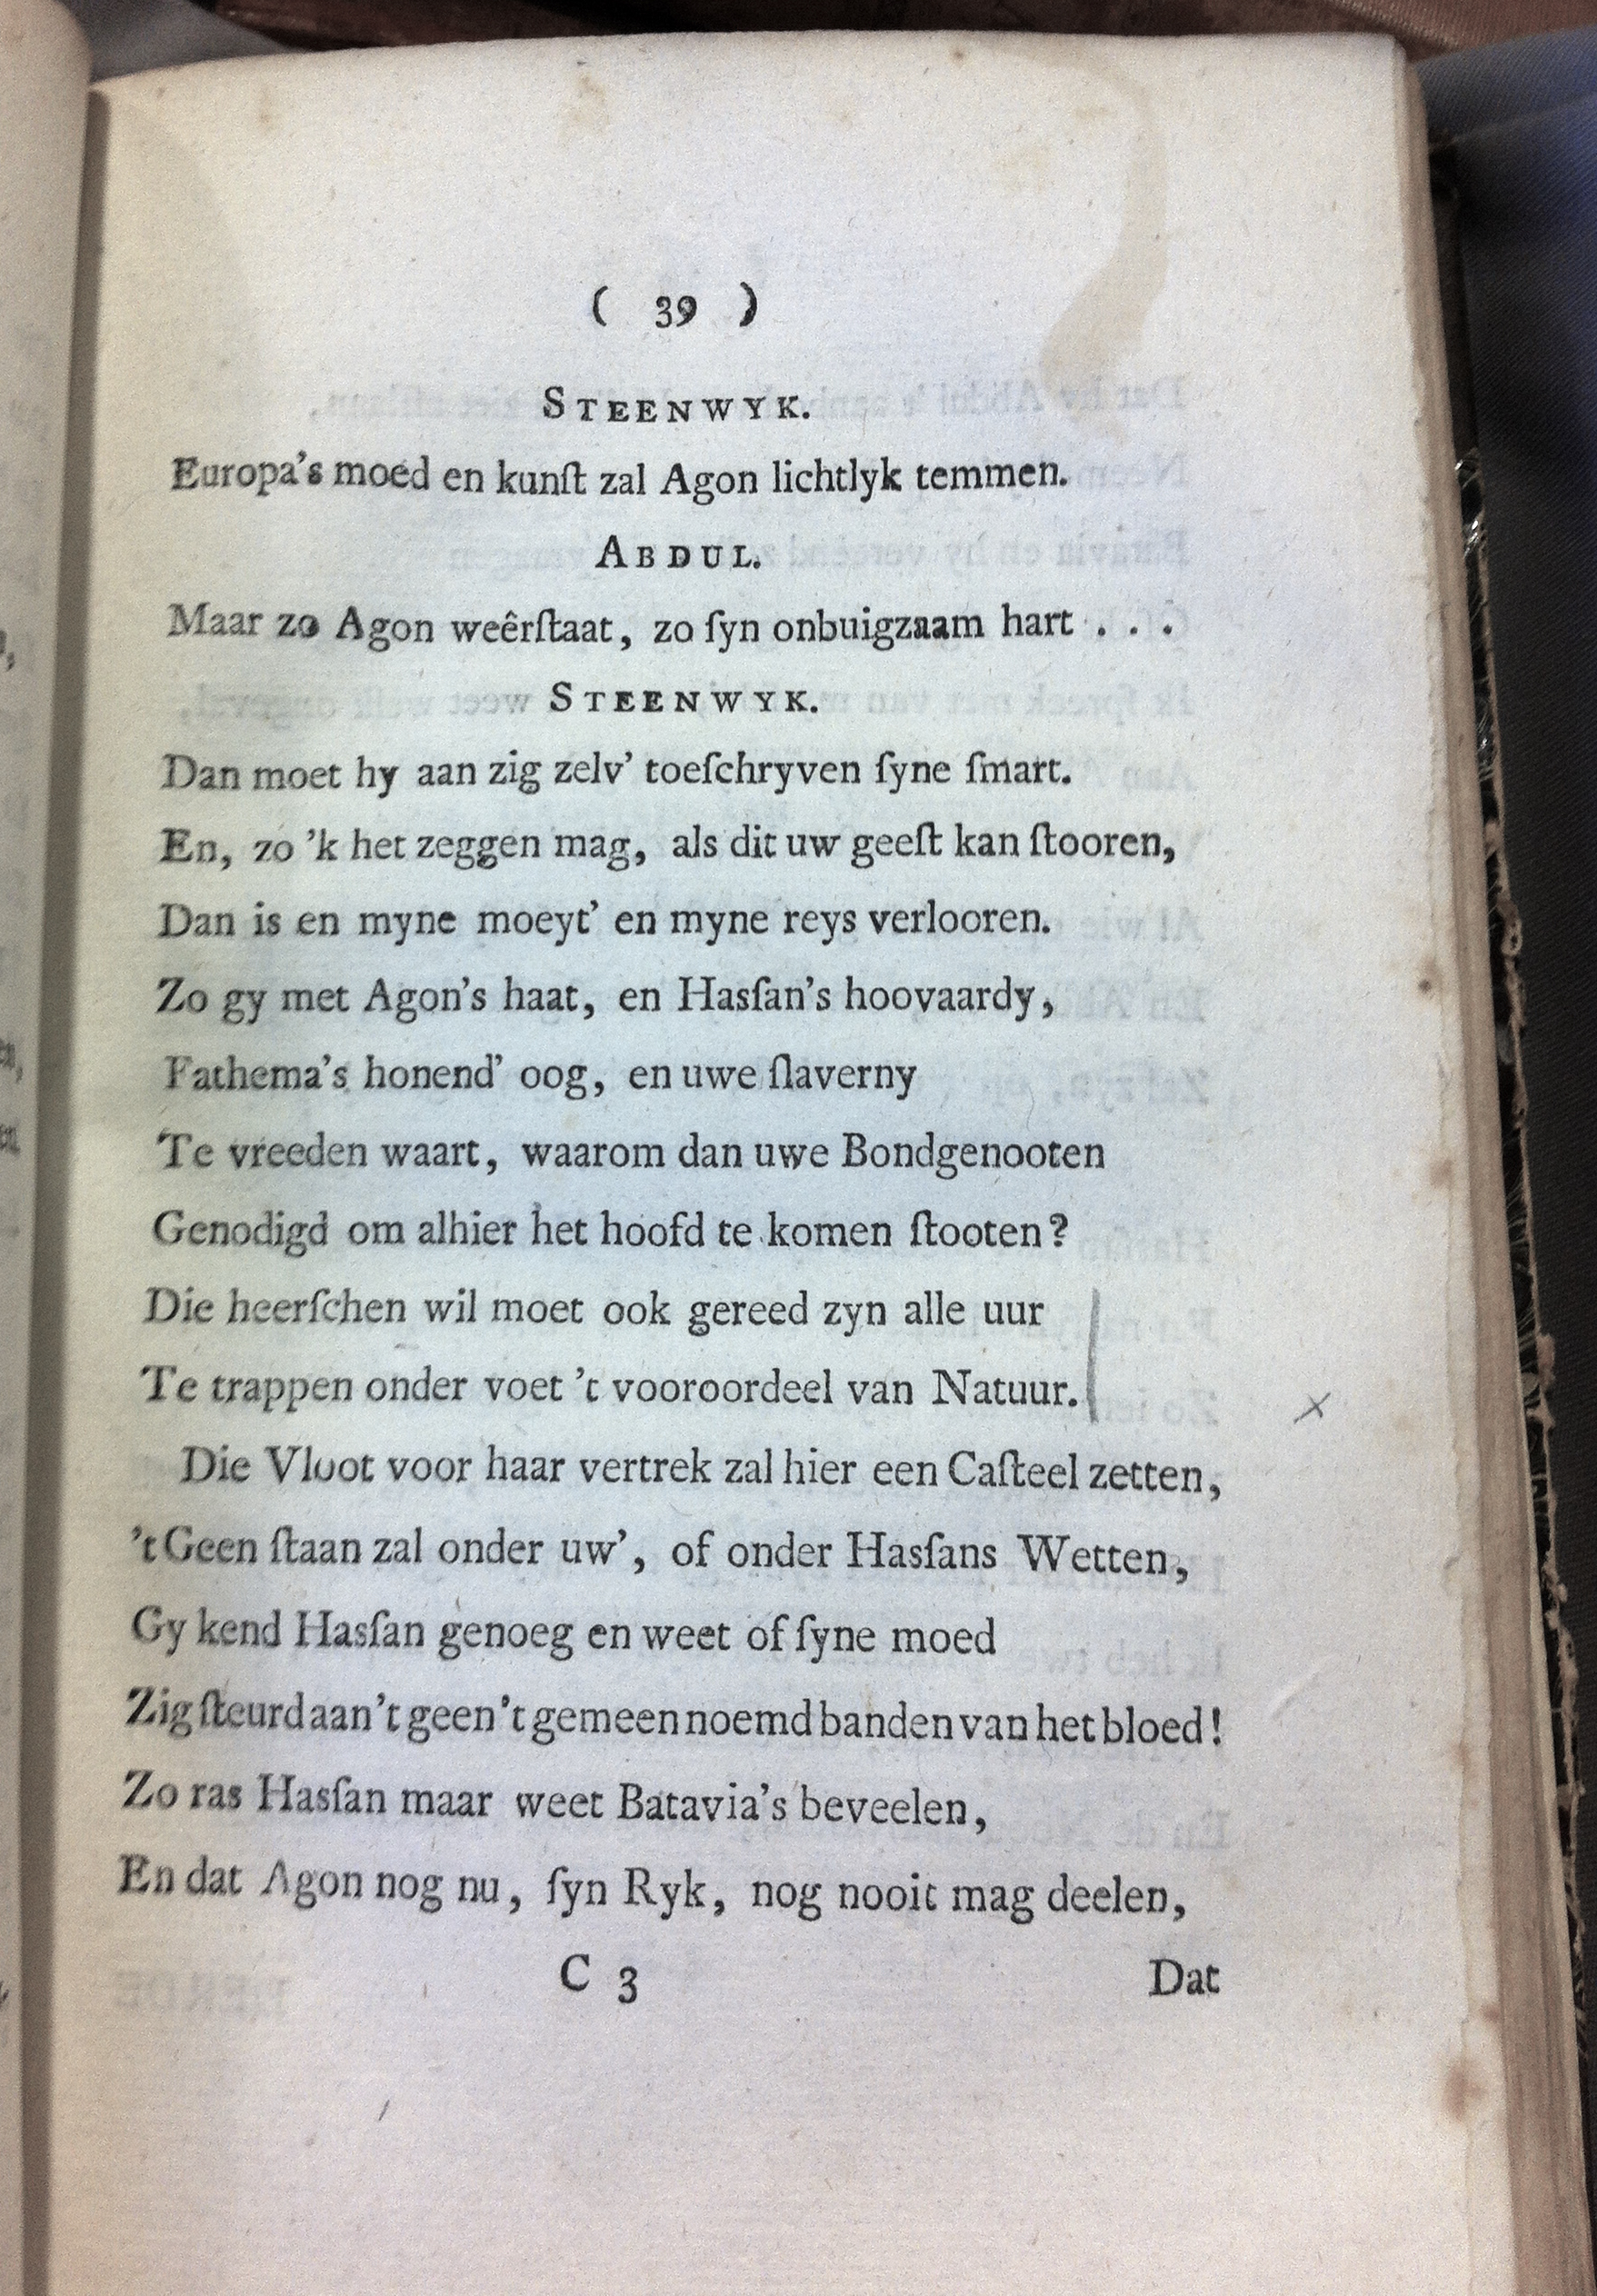 ( 39 )
STEENWYK.
Europa's moed en kunſt zal Agon lichtlyk temmen.
ABDUL.
Maar zo Agon weêrſtaat, zo ſyn onbuigzaam hart . . .
STEENWYK.
Dan moet hy aan zig zelv' toeſchryven ſyne ſmart.
En, zo 'k het zeggen mag, als dit uw geeſt kan ſtooren,
Dan is en myne moeyt' en myne reys verlooren.
Zo gy met Agon's haat, en Hasſan's hoovaardy,
Fathema's honend' oog, en uwe ſlaverny
Te vreeden waart, waarom dan uwe Bondgenooten
Genodigd om alhier het hoofd te komen ſtooten?
Die heerſchen wil moet ook gereed zyn alle uur
Te trappen onder voet 't vooroordeel van Natuur.
Die Vloot voor haar vertrek zal hier een Caſteel zetten,
't Geen ſtaan zal onder uw', of onder Hasſans Wetten,
Gy kend Hasſan genoeg en weet of ſyne moed
Zig ſteurd aan 't geen 't gemeen noemd banden van het bloed!
Zo ras Hasſan maar weet Batavia's beveelen,
En dat Agon nog nu, ſyn Ryk, nog nooit mag deelen,
C 3 Dat